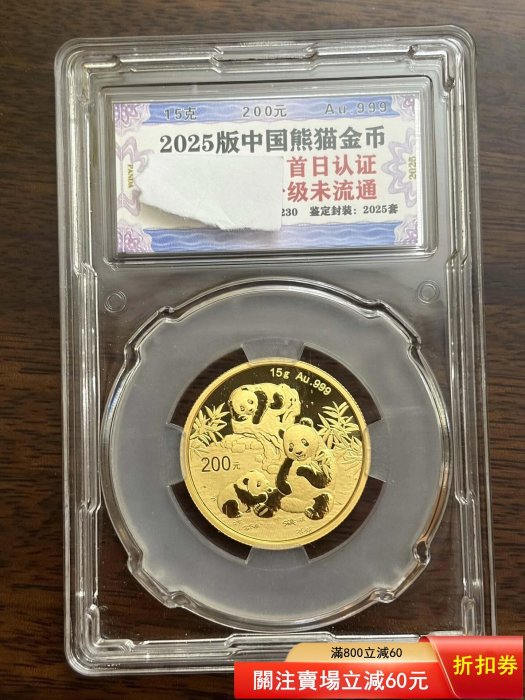 15克 200元 Au.999
2025版中国熊猫金币
首日认证
级未流通
230 鉴定封装：2025套
PANDA
2025
15g Au.999
200元
滿800立減60
關注賣場立減60元
折扣券